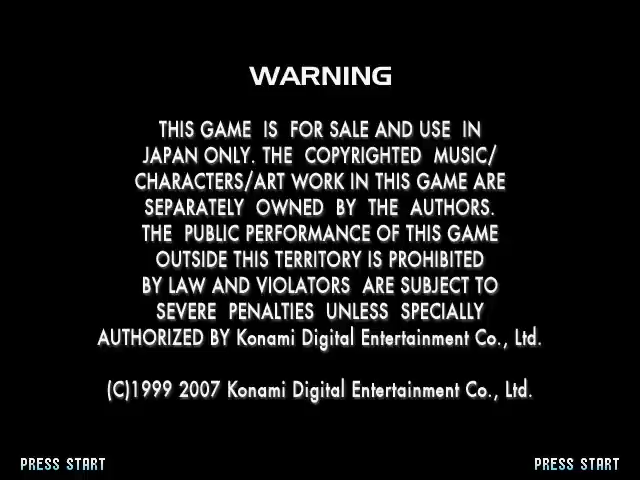 WARNING
THIS GAME IS FOR SALE AND USE IN
JAPAN ONLY. THE COPYRIGHTED MUSIC/
CHARACTERS/ART WORK IN THIS GAME ARE
SEPARATELY OWNED BY THE AUTHORS.
THE PUBLIC PERFORMANCE OF THIS GAME
OUTSIDE THIS TERRITORY IS PROHIBITED
BY LAW AND VIOLATORS ARE SUBJECT TO
SEVERE PENALTIES UNLESS SPECIALLY
AUTHORIZED BY Konami Digital Entertainment Co., Ltd.
(C)1999 2007 Konami Digital Entertainment Co., Ltd.
PRESS START PRESS START